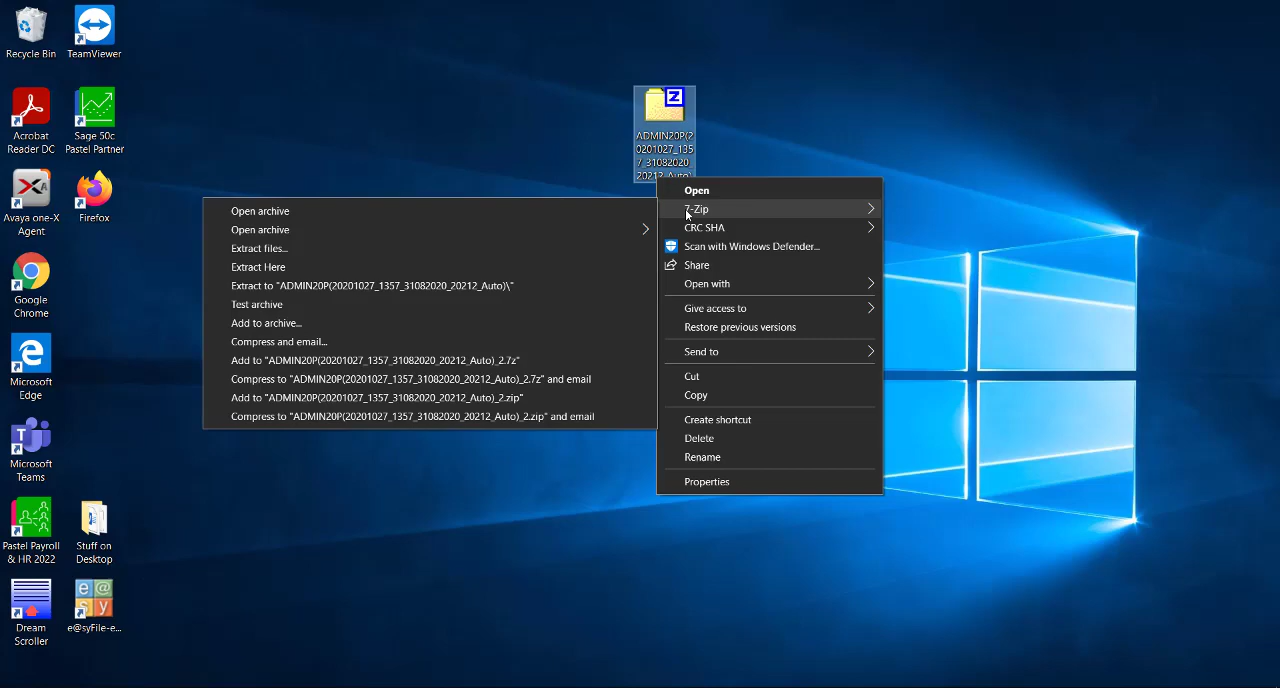 Recycle Bin
TeamViewer
Acrobat
Reader DC
Sage 50c
Pastel Partner
Avaya one-X
Agent
Firefox
Google
Chrome
Microsoft
Edge
Microsoft
Teams
Pastel Payroll
& HR 2022
Stuff on
Desktop
Dream
Scroller
e@syFile-e...
e@
sy
Z
ADMIN20P(2
0201027_135
7_31082020_
20212_Auto)
Open
7-Zip
CRC SHA
Scan with Windows Defender...
Share
Open with
Give access to
Restore previous versions
Send to
Cut
Copy
Create shortcut
Delete
Rename
Properties
Open archive
Open archive
Extract files...
Extract Here
Extract to "ADMIN20P(20201027_1357_31082020_20212_Auto)\"
Test archive
Add to archive...
Compress and email...
Add to "ADMIN20P(20201027_1357_31082020_20212_Auto)_2.7z"
Compress to "ADMIN20P(20201027_1357_31082020_20212_Auto)_2.7z" and email
Add to "ADMIN20P(20201027_1357_31082020_20212_Auto)_2.zip"
Compress to "ADMIN20P(20201027_1357_31082020_20212_Auto)_2.zip" and email